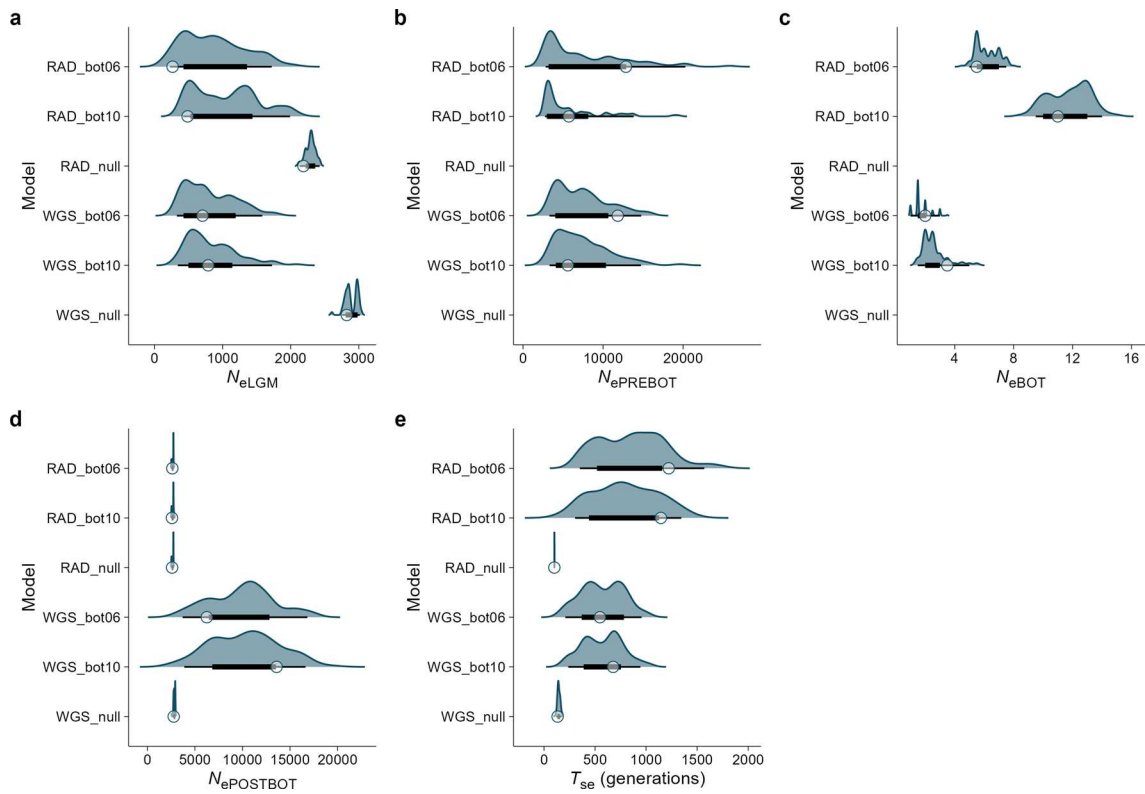 a
Model
RAD_bot06
RAD_bot10
RAD_null
WGS_bot06
WGS_bot10
WGS_null
0 1000 2000 3000
NeLGM
b
Model
RAD_bot06
RAD_bot10
RAD_null
WGS_bot06
WGS_bot10
WGS_null
0 10000 20000
NePREBOT
c
Model
RAD_bot06
RAD_bot10
RAD_null
WGS_bot06
WGS_bot10
WGS_null
4 8 12 16
NeBOT
d
Model
RAD_bot06
RAD_bot10
RAD_null
WGS_bot06
WGS_bot10
WGS_null
0 5000 10000 15000 20000
NePOSTBOT
e
Model
RAD_bot06
RAD_bot10
RAD_null
WGS_bot06
WGS_bot10
WGS_null
0 500 1000 1500 2000
Tse (generations)